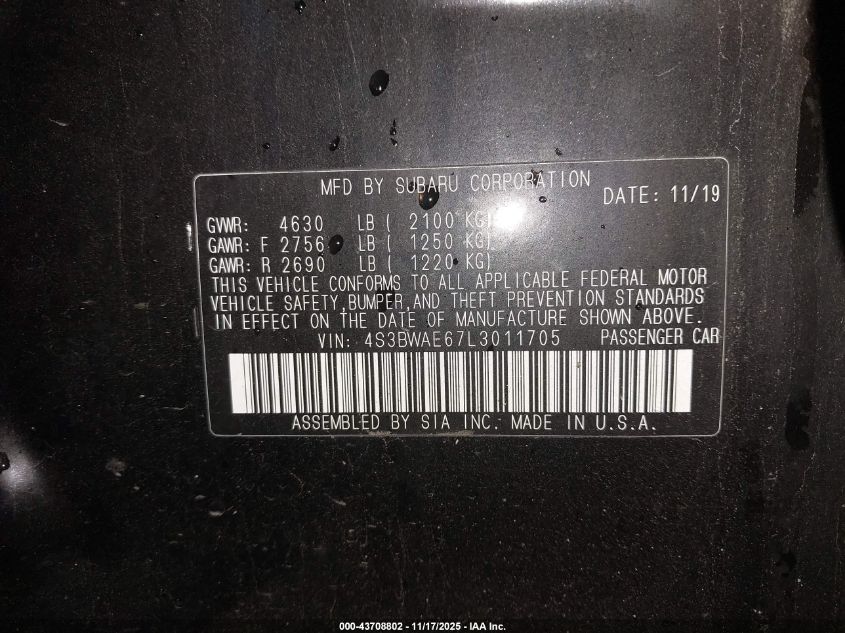 MFD BY SUBARU CORPORATION
DATE: 11/19
GVWR: 4630 LB ( 2100 KG)
GAWR: F 2756 LB ( 1250 KG)
GAWR: R 2690 LB ( 1220 KG)
THIS VEHICLE CONFORMS TO ALL APPLICABLE FEDERAL MOTOR
VEHICLE SAFETY,BUMPER,AND THEFT PREVENTION STANDARDS
IN EFFECT ON THE DATE OF MANUFACTURE SHOWN ABOVE.
VIN: 4S3BWAE67L3011705 PASSENGER CAR
ASSEMBLED BY SIA INC. MADE IN U.S.A.
000-43708802 - 11/17/2025 - IAA Inc.